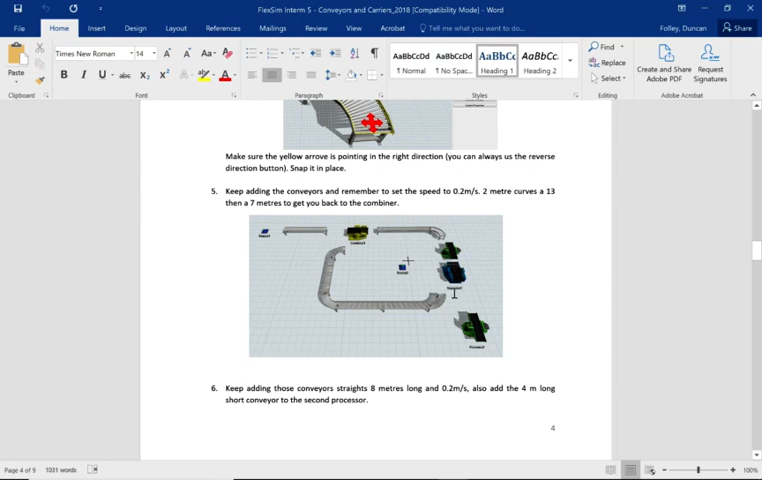 FlexSim Interm 5 - Conveyors and Carriers_2018 [Compatibility Mode] - Word
Folley, Duncan
File Home Insert Design Layout References Mailings Review View Acrobat Tell me what you want to do... Share
Paste
Times New Roman 14 Aa
B I U abc X₂ X² A
AaBbCcDd AaBbCcDd AaBbCc AaBbCc.
¶ Normal ¶ No Spac... Heading 1 Heading 2
Find
Replace
Select
Create and Share Adobe PDF
Request Signatures
Clipboard Font Paragraph Styles Editing Adobe Acrobat
Make sure the yellow arrove is pointing in the right direction (you can always us the reverse
direction button). Snap it in place.
5. Keep adding the conveyors and remember to set the speed to 0.2m/s. 2 metre curves a 13
then a 7 metres to get you back to the combiner.
6. Keep adding those conveyors straights 8 metres long and 0.2m/s, also add the 4 m long
short conveyor to the second processor.
4
Page 4 of 9 1031 words 100%